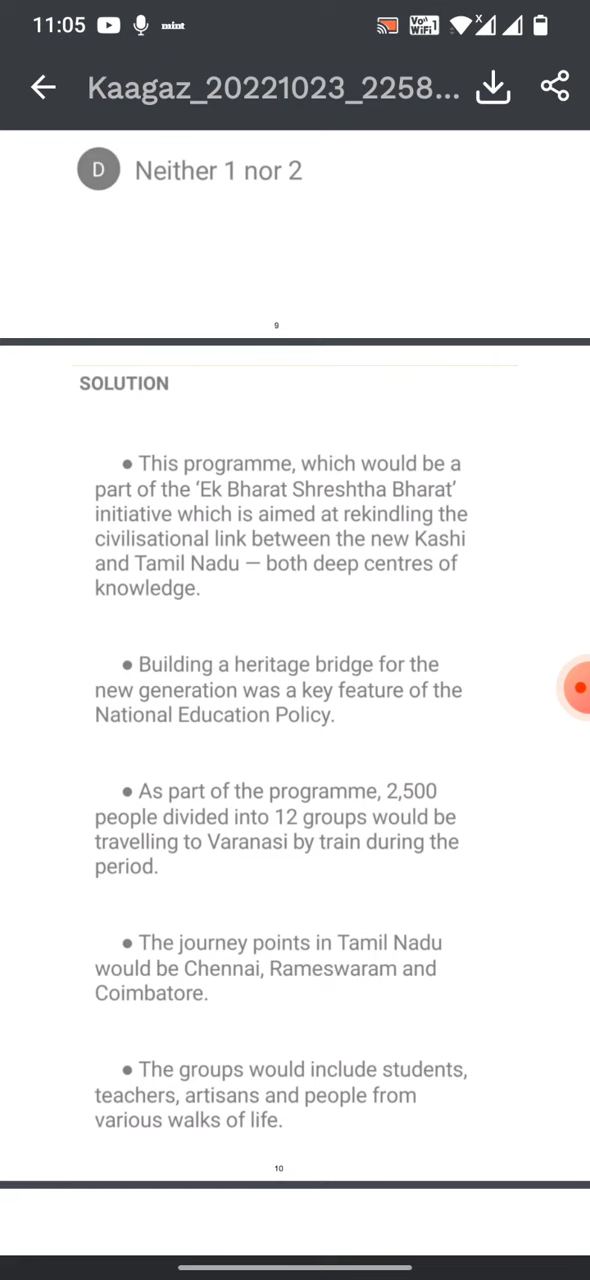 11:05 mint Vo WiFi1 x
Kaagaz_20221023_2258...
D Neither 1 nor 2
9
SOLUTION
● This programme, which would be a
part of the ‘Ek Bharat Shreshtha Bharat’
initiative which is aimed at rekindling the
civilisational link between the new Kashi
and Tamil Nadu — both deep centres of
knowledge.
● Building a heritage bridge for the
new generation was a key feature of the
National Education Policy.
● As part of the programme, 2,500
people divided into 12 groups would be
travelling to Varanasi by train during the
period.
● The journey points in Tamil Nadu
would be Chennai, Rameswaram and
Coimbatore.
● The groups would include students,
teachers, artisans and people from
various walks of life.
10